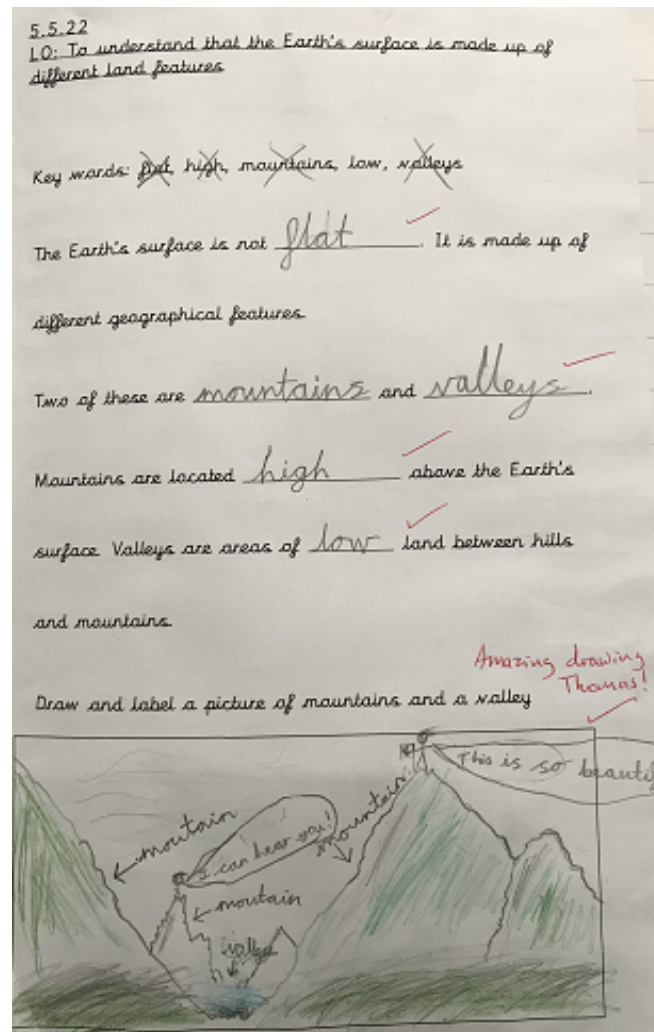 5.5.22
LO: To understand that the Earth's surface is made up of
different land features
Key words: flat, high, mountains, low, valleys
The Earth's surface is not flat. It is made up of
different geographical features
Two of these are mountains and valleys.
Mountains are located high above the Earth's
surface. Valleys are areas of low land between hills
and mountains.
Amazing drawing
Thomas!
Draw and label a picture of mountains and a valley
This is so beautif
moutain
I can hear you!
mountain
moutain